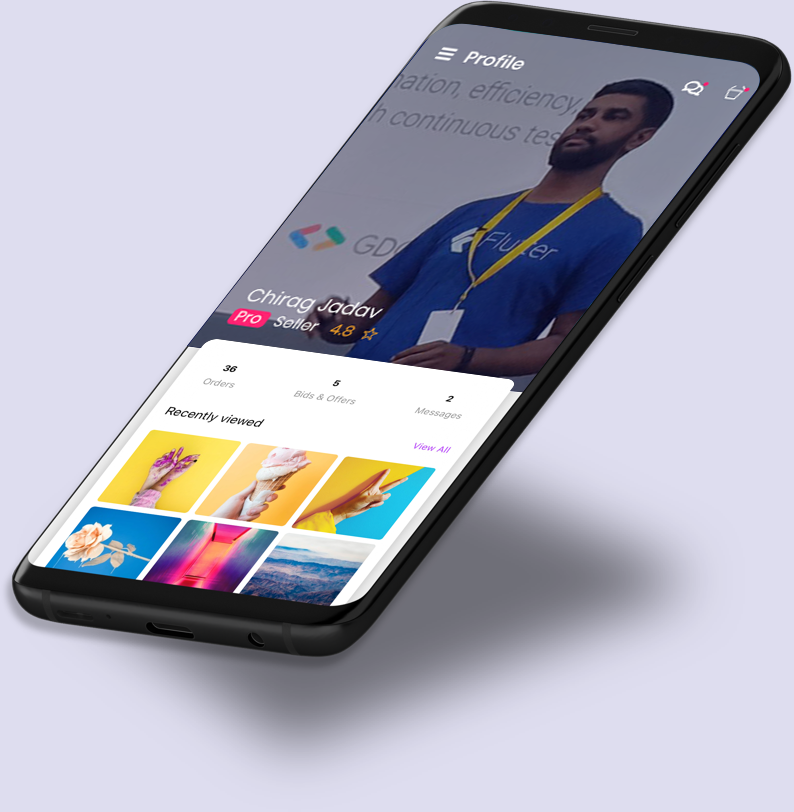 Profile
nation, efficiency,
h continuous tes
GD
Flutter
Chirag Jadav
Pro Seller 4.8
36
Orders
5
Bids & Offers
2
Messages
Recently viewed
View All